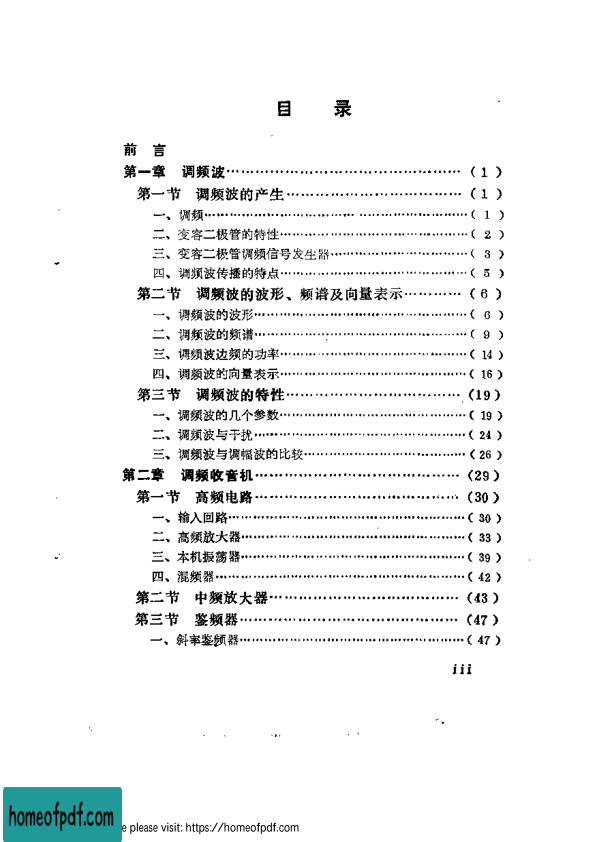 目 录
前 言
第一章 调频波……………………………………(1)
第一节 调频波的产生……………………………(1)
一、调频……………………………………………(1)
二、变容二极管的特性……………………………(2)
三、变容二极管调频信号发生器…………………(3)
四、调频波传播的特点……………………………(5)
第二节 调频波的波形、频谱及向量表示…………(6)
一、调频波的波形…………………………………(6)
二、调频波的频谱…………………………………(9)
三、调频波边频的功率……………………………(14)
四、调频波的向量表示……………………………(16)
第三节 调频波的特性……………………………(19)
一、调频波的几个参数……………………………(19)
二、调频波与干扰…………………………………(24)
三、调频波与调幅波的比较………………………(26)
第二章 调频收音机………………………………(29)
第一节 高频电路…………………………………(30)
一、输入回路………………………………………(30)
二、高频放大器……………………………………(33)
三、本机振荡器……………………………………(39)
四、混频器…………………………………………(42)
第二节 中频放大器………………………………(43)
第三节 鉴频器……………………………………(47)
一、斜率鉴频器……………………………………(47)
iii
homeofpdf.com
e please visit: https://homeofpdf.com